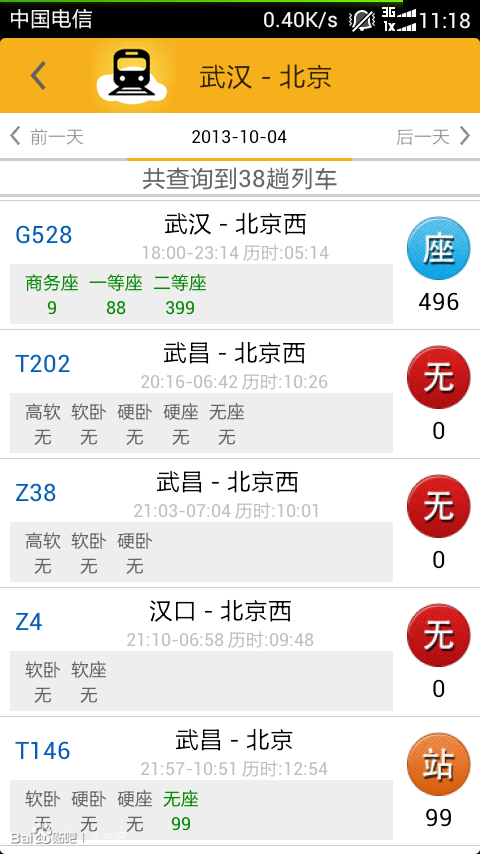 中国电信 0.40K/s 3G 1X 11:18
武汉 - 北京
前一天 2013-10-04 后一天
共查询到38趟列车
G528 武汉 - 北京西 座
18:00-23:14 历时:05:14
商务座 一等座 二等座 496
9 88 399
T202 武昌 - 北京西 无
20:16-06:42 历时:10:26
高软 软卧 硬卧 硬座 无座 0
无 无 无 无 无
Z38 武昌 - 北京西 无
21:03-07:04 历时:10:01
高软 软卧 硬卧 0
无 无 无
Z4 汉口 - 北京西 无
21:10-06:58 历时:09:48
软卧 软座 0
无 无
T146 武昌 - 北京 站
21:57-10:51 历时:12:54
软卧 硬卧 硬座 无座 99
无 无 无 99
Bai 贴吧